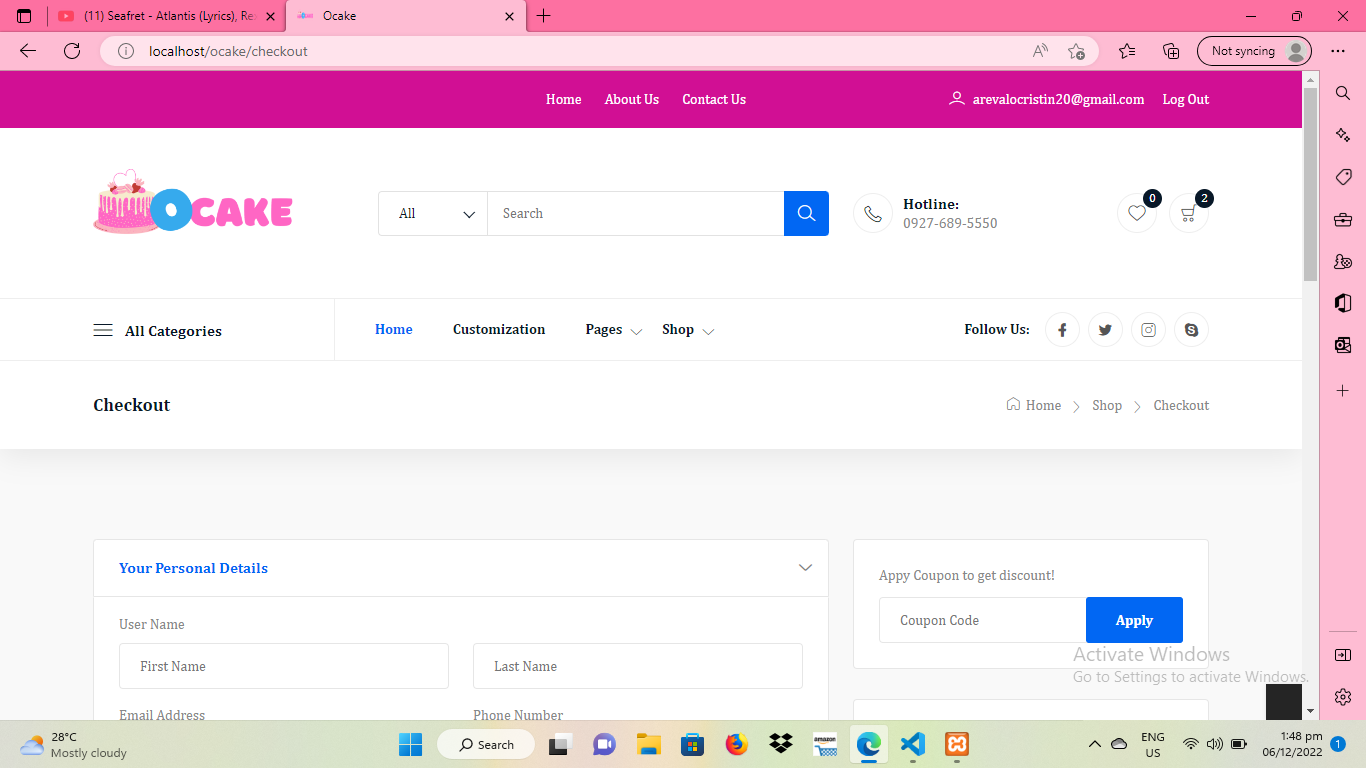 (11) Seafret - Atlantis (Lyrics), Re
Ocake
localhost/ocake/checkout
Not syncing
Home About Us Contact Us
arevalocristin20@gmail.com Log Out
OCAKE
All
Search
Hotline:
0927-689-5550
0
2
All Categories
Home Customization Pages Shop
Follow Us:
Checkout
Home Shop Checkout
Your Personal Details
Appy Coupon to get discount!
User Name
Coupon Code
Apply
First Name
Last Name
Activate Windows
Go to Settings to activate Windows.
Email Address
Phone Number
28°C
Mostly cloudy
Search
amazon
ENG
US
1:48 pm
06/12/2022
1